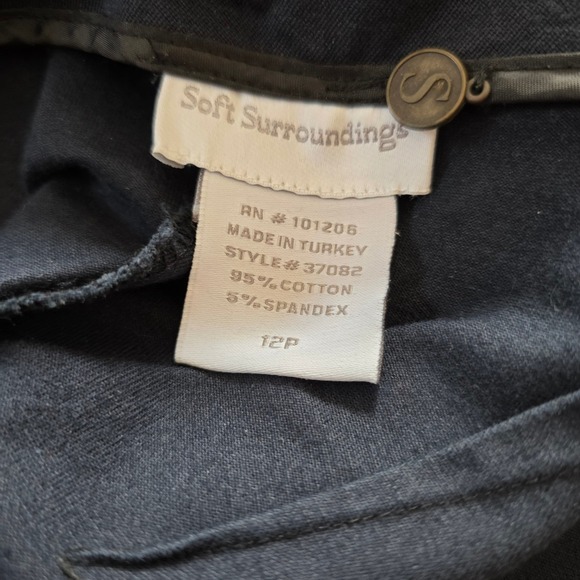 S
Soft Surroundings
RN # 101206
MADE IN TURKEY
STYLE# 37082
95% COTTON
5% SPANDEX
12P